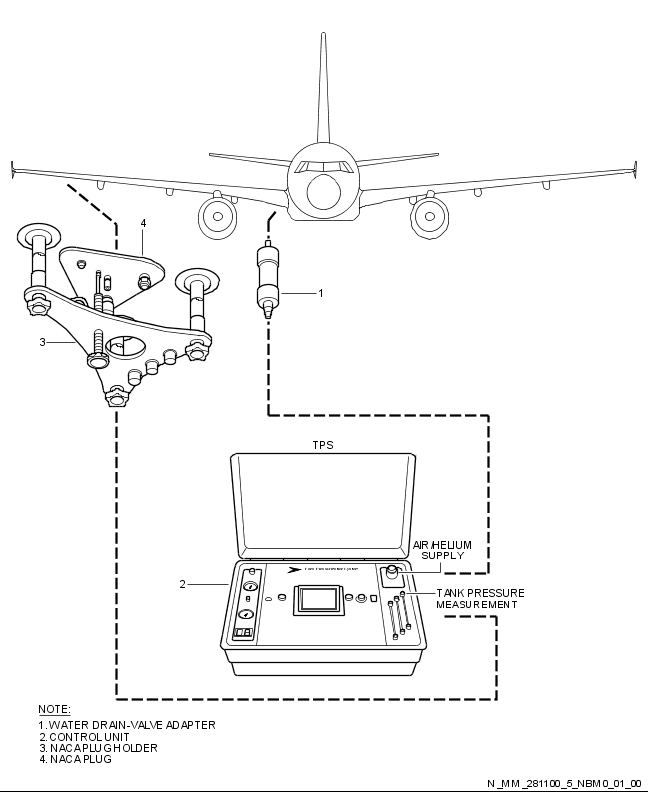 4
1
3
TPS
AIR/HELIUM
SUPPLY
2
TANK PRESSURE
MEASUREMENT
NOTE:
1. WATER DRAIN-VALVE ADAPTER
2. CONTROL UNIT
3. NACA PLUG HOLDER
4. NACA PLUG
N_MM_281100_5_NBM0_01_00